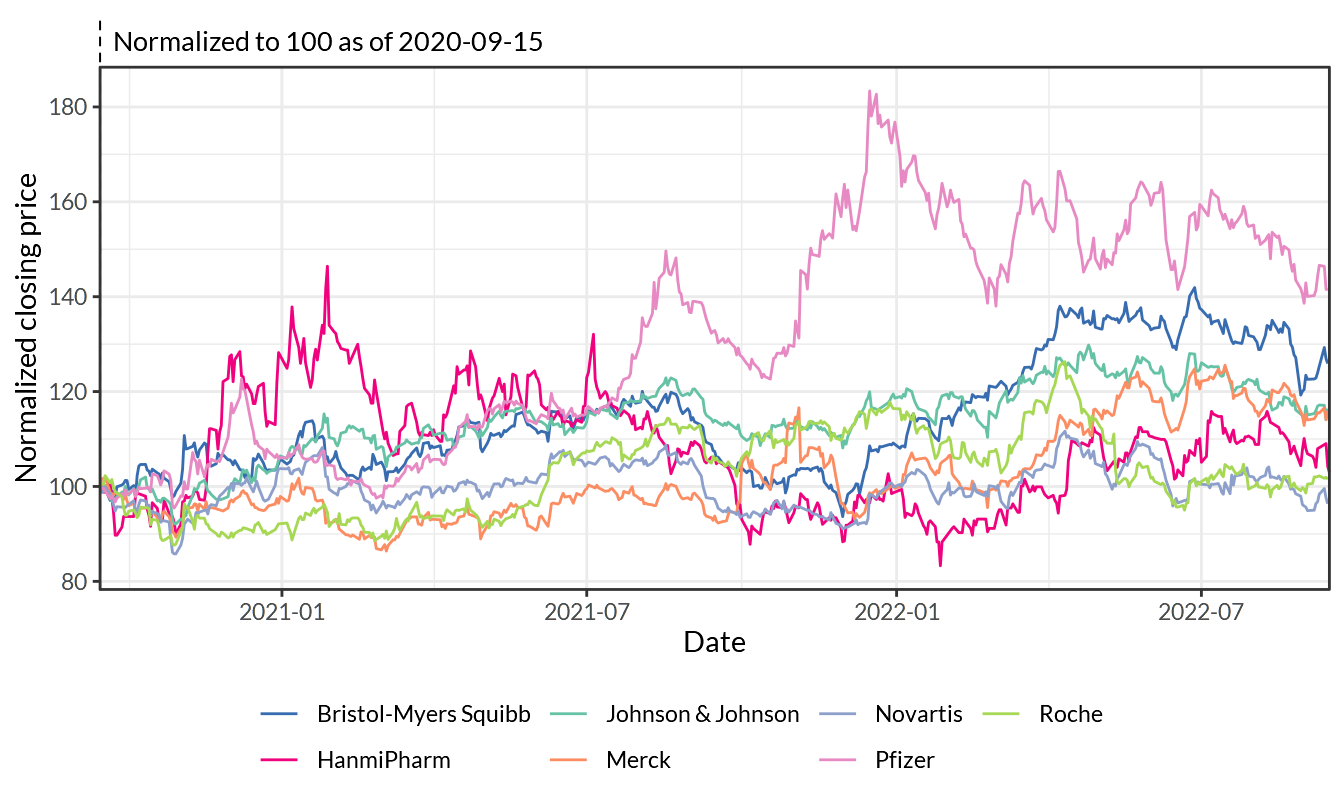 Normalized to 100 as of 2020-09-15
Normalized closing price
180
160
140
120
100
80
2021-01
2021-07
2022-01
2022-07
Date
Bristol-Myers Squibb
Johnson & Johnson
Novartis
Roche
HanmiPharm
Merck
Pfizer